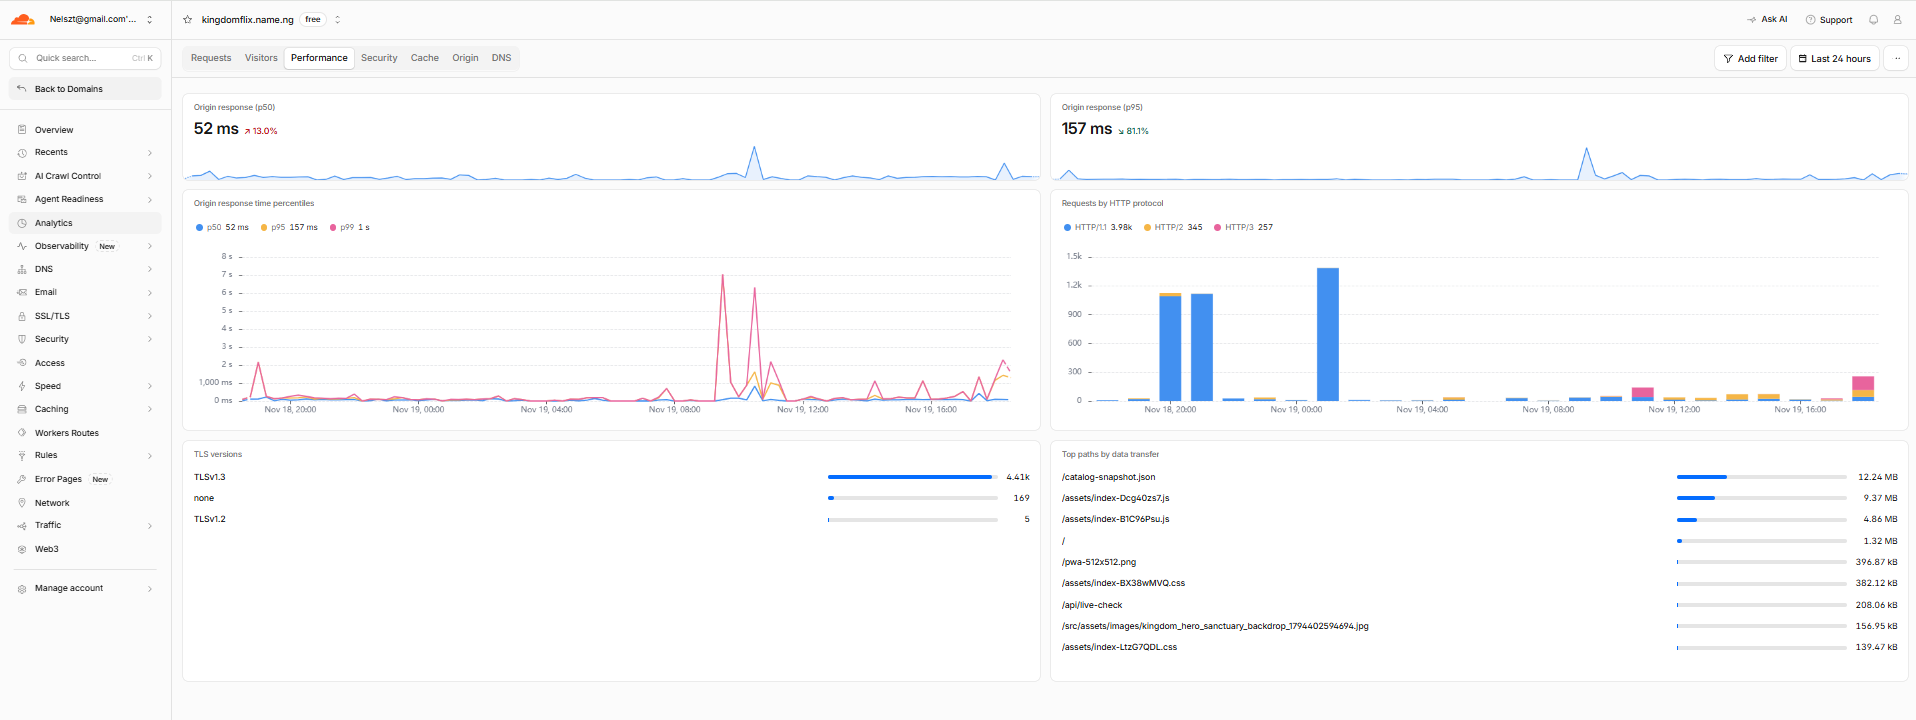 Nelszt@gmail.com'...
kingdomflix.name.ng free
Ask AI Support
Quick search... Ctrl K
Back to Domains
Overview
Recents
AI Crawl Control
Agent Readiness
Analytics
Observability New
DNS
Email
SSL/TLS
Security
Access
Speed
Caching
Workers Routes
Rules
Error Pages New
Network
Traffic
Web3
Manage account
Requests Visitors Performance Security Cache Origin DNS
Add filter Last 24 hours ...
Origin response (p50)
52 ms ↗ 13.0%
Origin response (p95)
157 ms ↘ 81.1%
Origin response time percentiles
p50 52 ms p95 157 ms p99 1 s
8 s
7 s
6 s
5 s
4 s
3 s
2 s
1,000 ms
0 ms
Nov 18, 20:00 Nov 19, 00:00 Nov 19, 04:00 Nov 19, 08:00 Nov 19, 12:00 Nov 19, 16:00
Requests by HTTP protocol
HTTP/1.1 3.98k HTTP/2 345 HTTP/3 257
1.5k
1.2k
900
600
300
0
Nov 18, 20:00 Nov 19, 00:00 Nov 19, 04:00 Nov 19, 08:00 Nov 19, 12:00 Nov 19, 16:00
TLS versions
TLSv1.3 4.41k
none 169
TLSv1.2 5
Top paths by data transfer
/catalog-snapshot.json 12.24 MB
/assets/index-Dcg40zs7.js 9.37 MB
/assets/index-B1C96Psu.js 4.86 MB
/ 1.32 MB
/pwa-512x512.png 396.87 kB
/assets/index-BX38wMVQ.css 382.12 kB
/api/live-check 208.06 kB
/src/assets/images/kingdom_hero_sanctuary_backdrop_1794402594694.jpg 156.95 kB
/assets/index-LtzG7QDL.css 139.47 kB